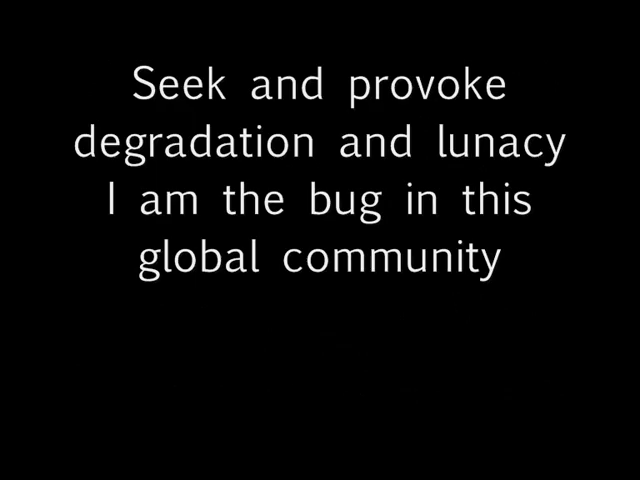 Seek and provoke
degradation and lunacy
I am the bug in this
global community